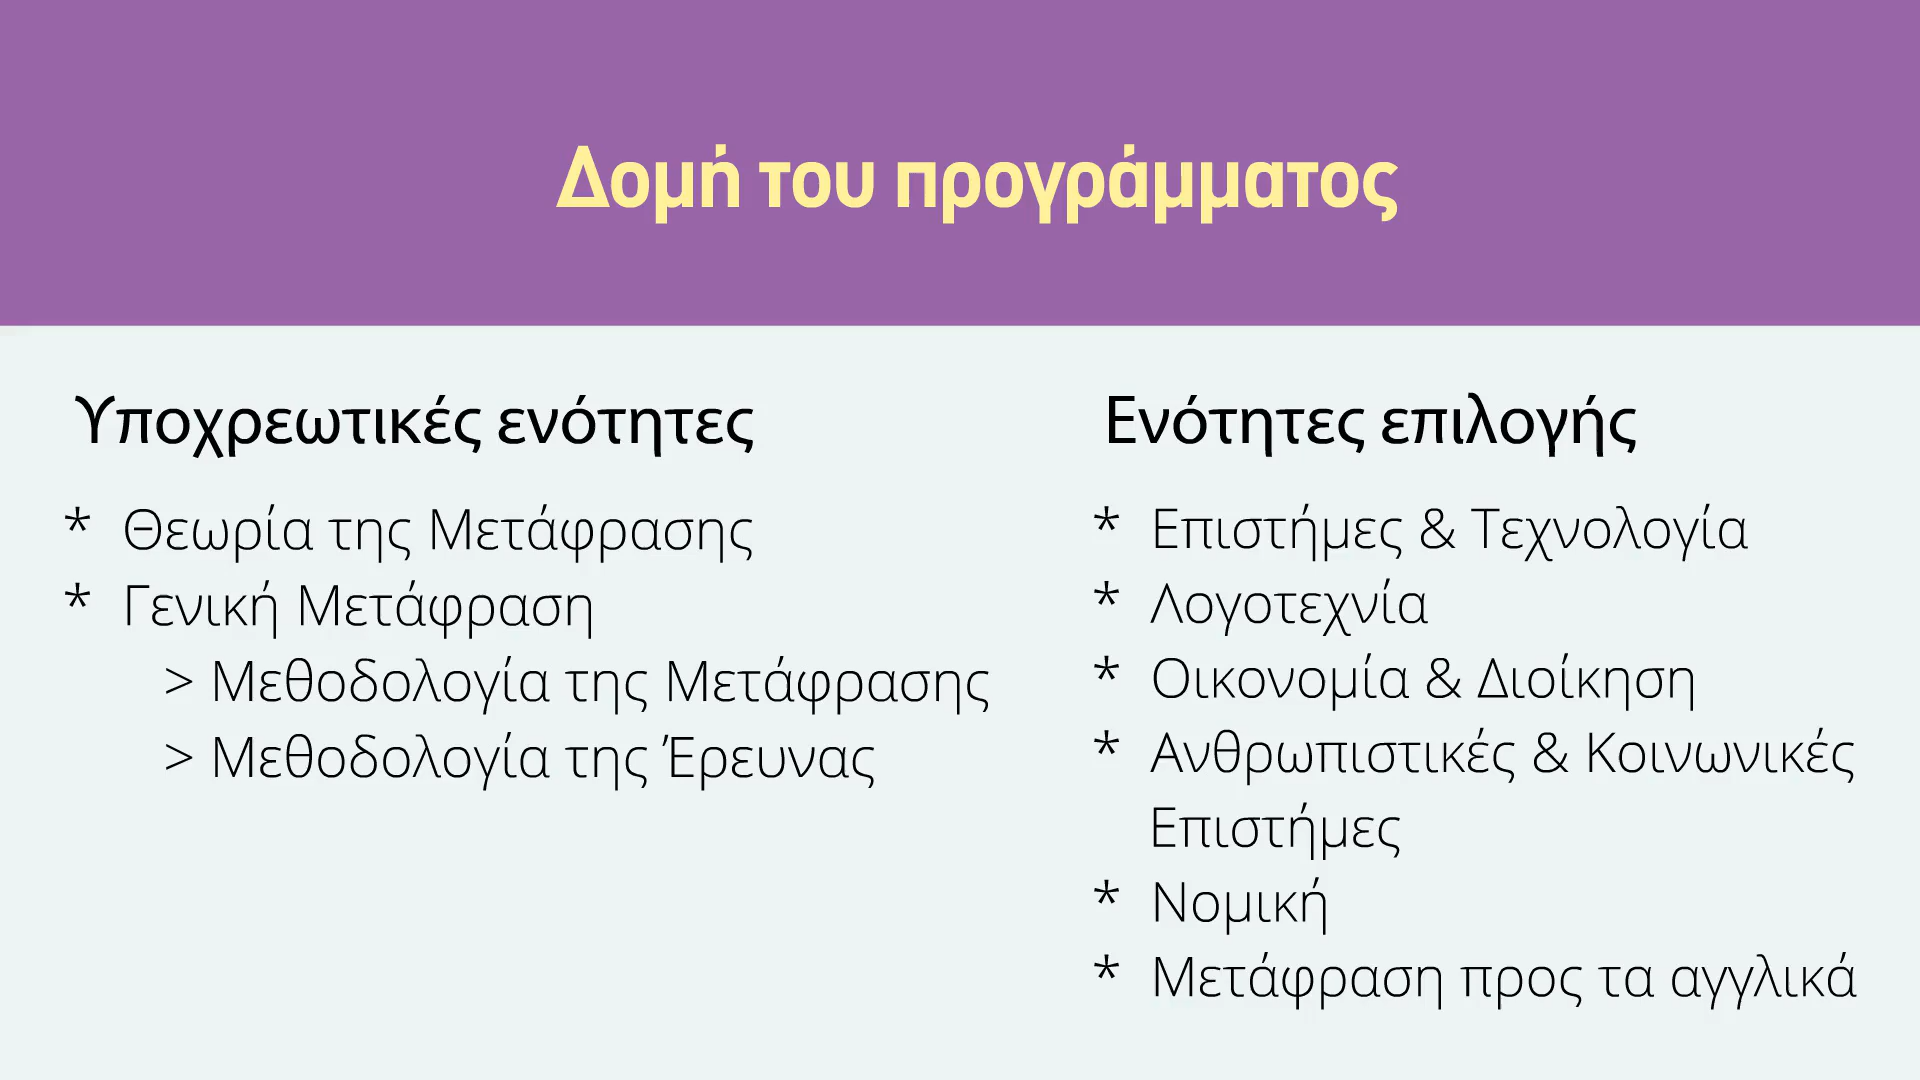 Δομή του προγράμματος
Υποχρεωτικές ενότητες
* Θεωρία της Μετάφρασης
* Γενική Μετάφραση
> Μεθοδολογία της Μετάφρασης
> Μεθοδολογία της Έρευνας
Ενότητες επιλογής
* Επιστήμες & Τεχνολογία
* Λογοτεχνία
* Οικονομία & Διοίκηση
* Ανθρωπιστικές & Κοινωνικές
Επιστήμες
* Νομική
* Μετάφραση προς τα αγγλικά